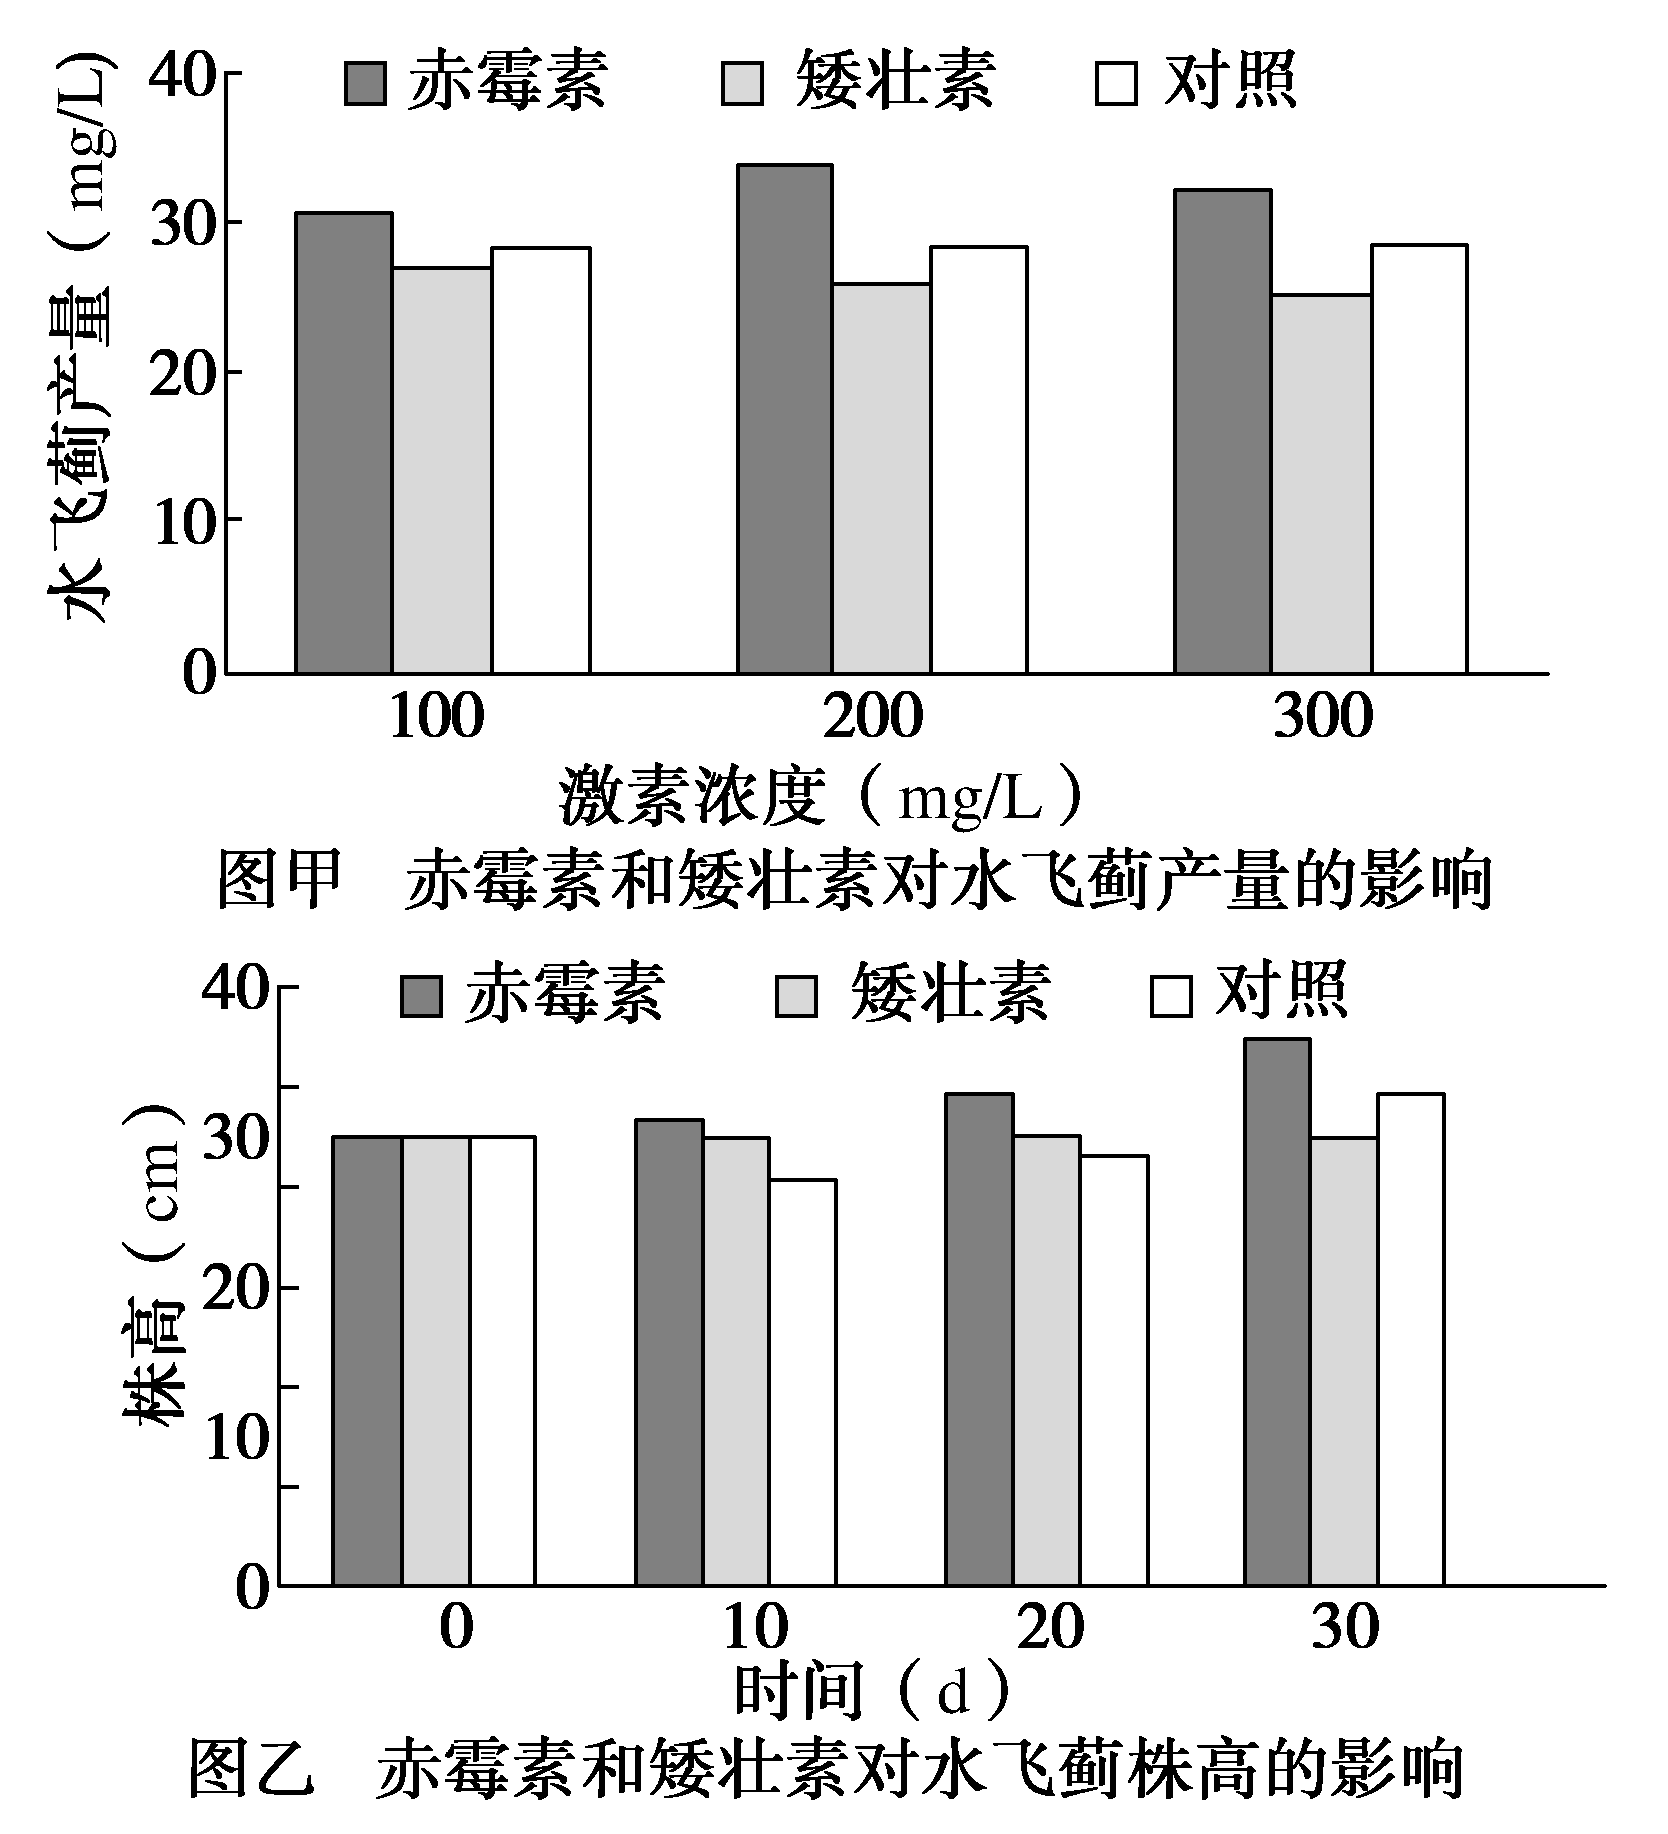 赤霉素 矮壮素 对照
水飞蓟产量（mg/L)
40
30
20
10
0
100 200 300
激素浓度（mg/L）
图甲 赤霉素和矮壮素对水飞蓟产量的影响
赤霉素 矮壮素 对照
株高（cm）
40
30
20
10
0
0 10 20 30
时间（d）
图乙 赤霉素和矮壮素对水飞蓟株高的影响